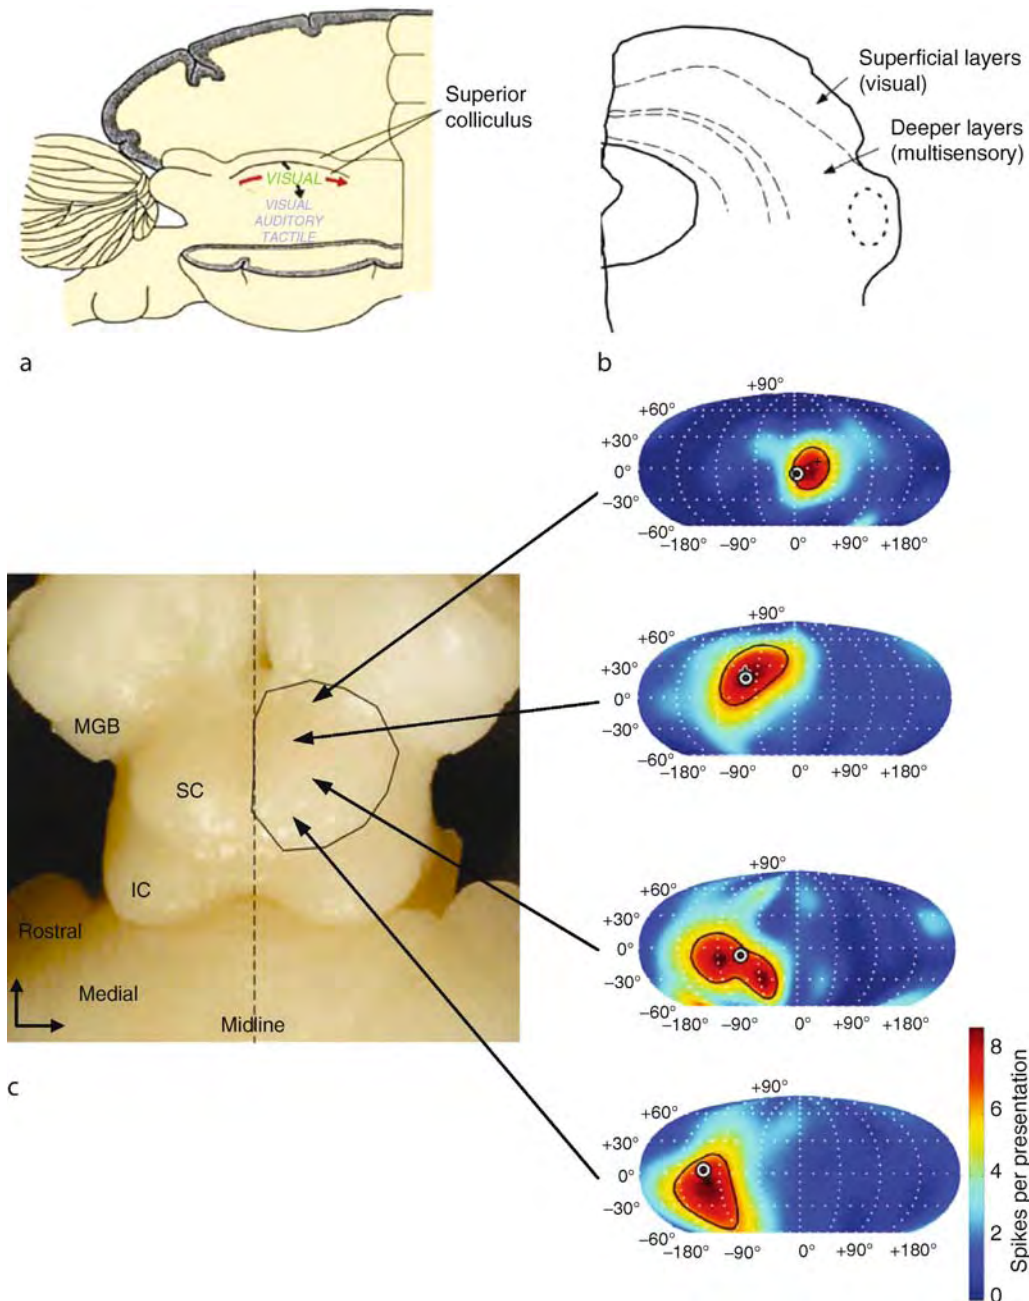 Superior
colliculus
VISUAL
VISUAL
AUDITORY
TACTILE
a
Superficial layers
(visual)
Deeper layers
(multisensory)
b
+90°
+60°
+30°
0°
−30°
−60°
−180° −90° 0° +90° +180°
+90°
+60°
+30°
0°
−30°
−60°
−180° −90° 0° +90° +180°
+90°
+60°
+30°
0°
−30°
−60°
−180° −90° 0° +90° +180°
+90°
+60°
+30°
0°
−30°
−60°
−180° −90° 0° +90° +180°
8
6
4
2
0
Spikes per presentation
MGB
SC
IC
Rostral
Medial
Midline
c